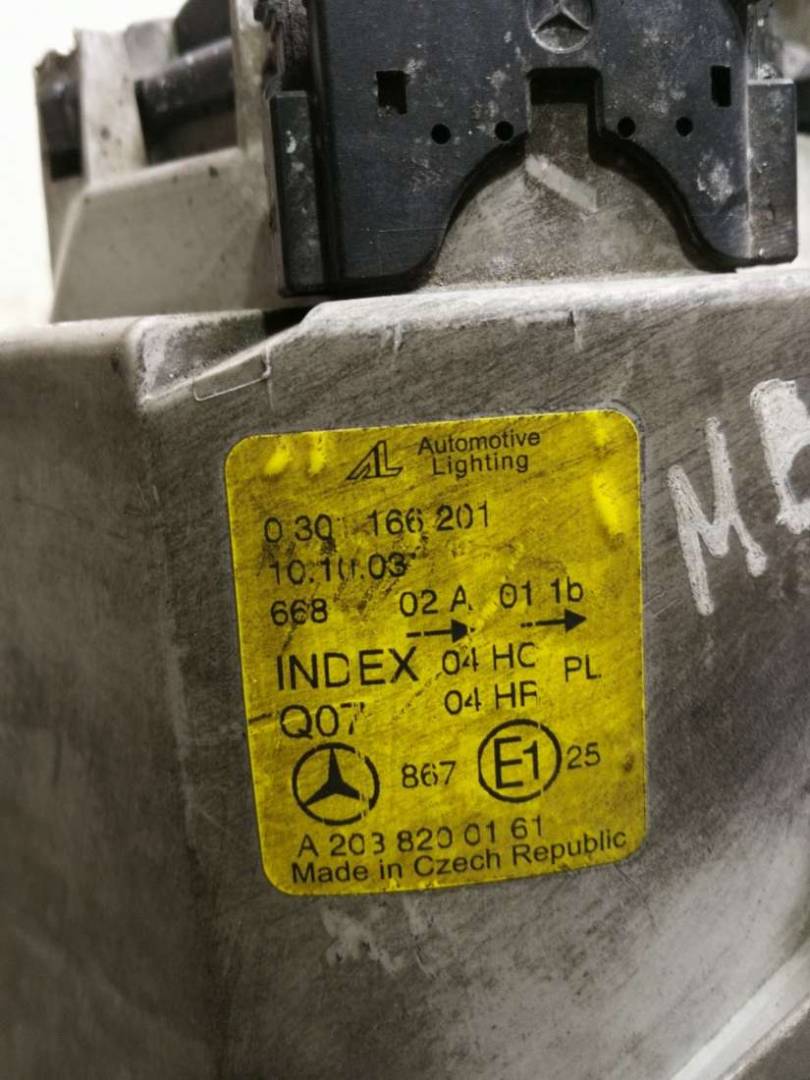 AL Automotive
Lighting
0 301 166 201
10.10.03
668 02 A 01 1b
INDEX 04 HC PL
Q07 04 HR
867 E1 25
A 203 820 01 61
Made in Czech Republic